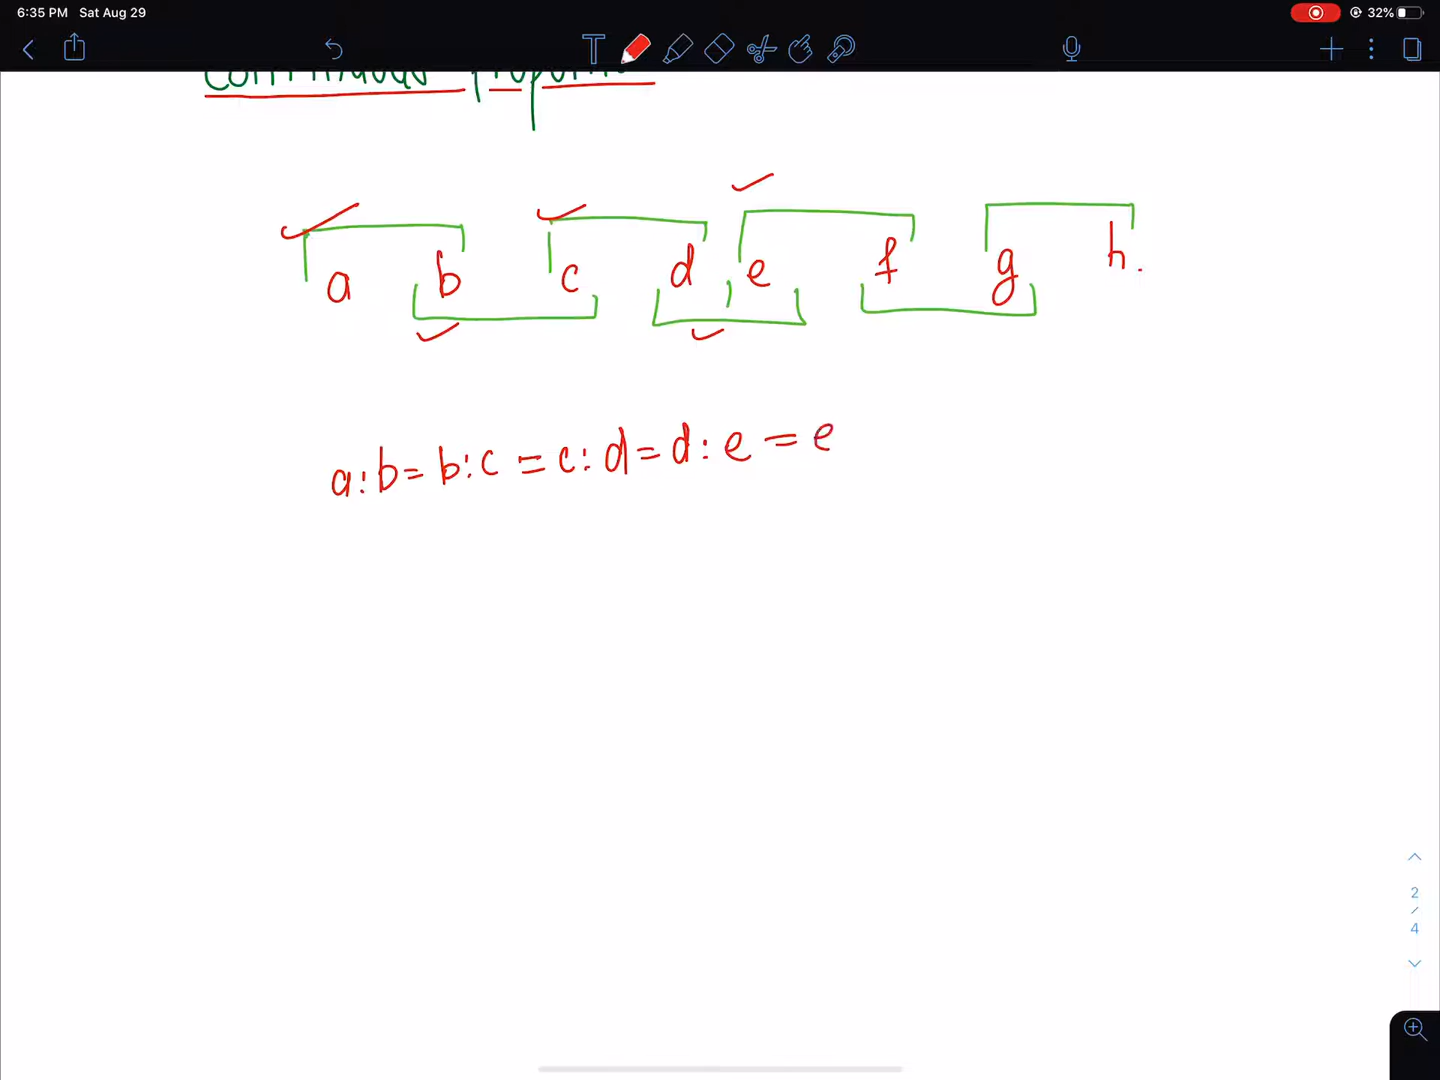 6:35 PM Sat Aug 29
32%
T
a b c d e f g h.
a:b = b:c = c:d = d:e = e
2
/
4